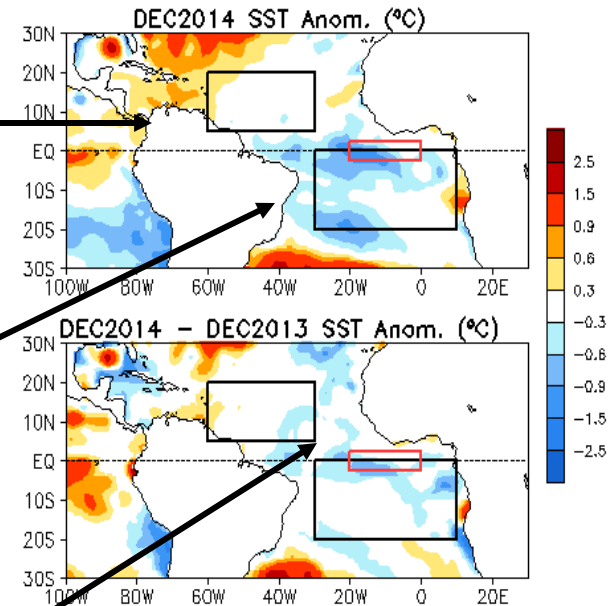 DEC2014 SST Anom. (°C)
30N
20N
10N
EQ
10S
20S
30S
100W 80W 60W 40W 20W 0 20E
DEC2014 - DEC2013 SST Anom. (°C)
30N
20N
10N
EQ
10S
20S
30S
100W 80W 60W 40W 20W 0 20E
2.5
1.5
0.9
0.6
0.3
-0.3
-0.6
-0.9
-1.5
-2.5